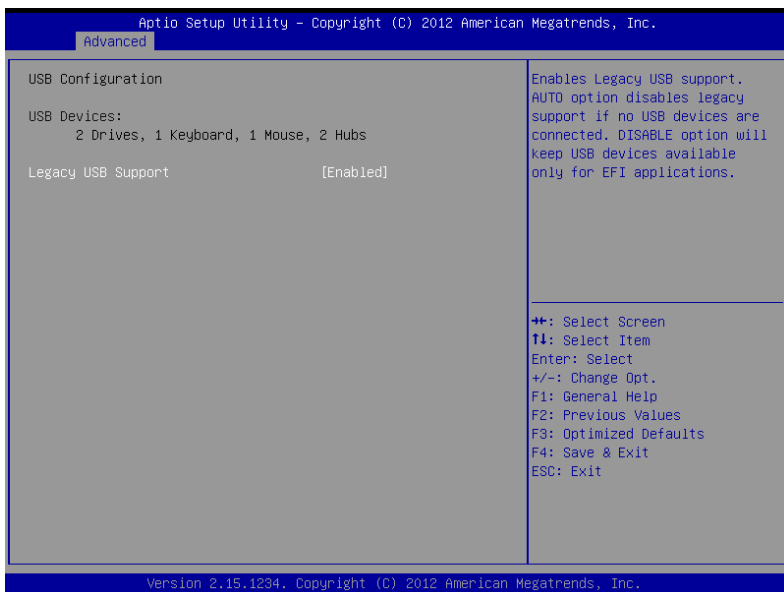 Aptio Setup Utility – Copyright (C) 2012 American Megatrends, Inc.
Advanced
USB Configuration
USB Devices:
2 Drives, 1 Keyboard, 1 Mouse, 2 Hubs
Legacy USB Support [Enabled]
Enables Legacy USB support.
AUTO option disables legacy
support if no USB devices are
connected. DISABLE option will
keep USB devices available
only for EFI applications.
→←: Select Screen
↑↓: Select Item
Enter: Select
+/-: Change Opt.
F1: General Help
F2: Previous Values
F3: Optimized Defaults
F4: Save & Exit
ESC: Exit
Version 2.15.1234. Copyright (C) 2012 American Megatrends, Inc.